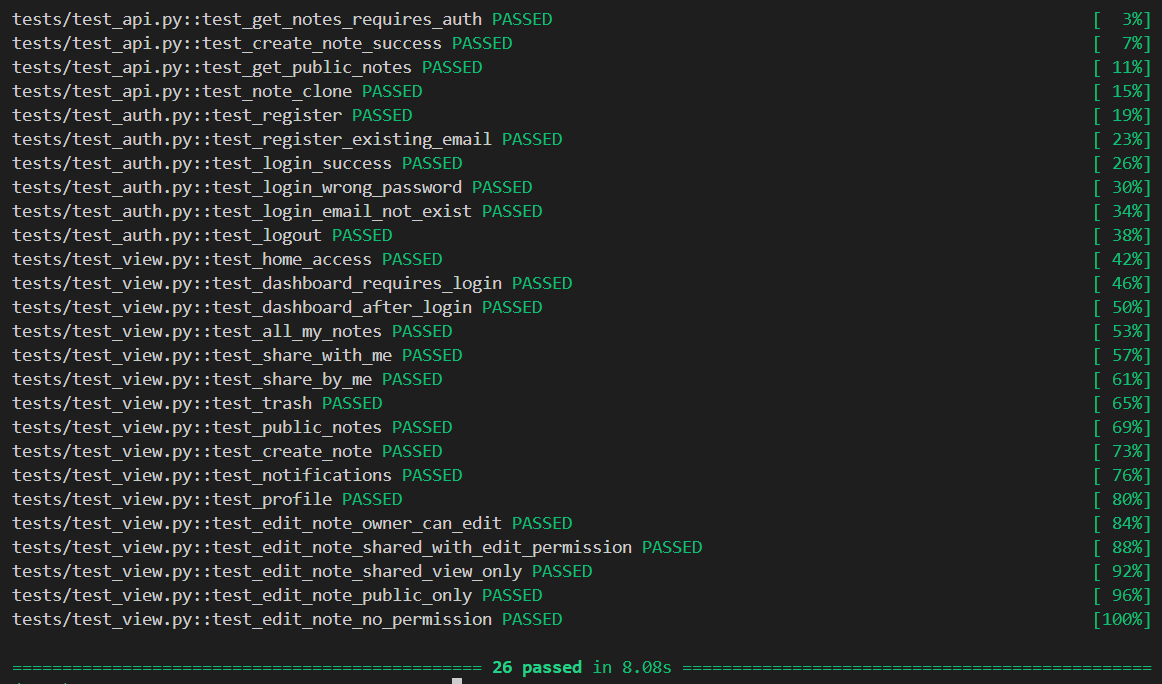 tests/test_api.py::test_get_notes_requires_auth PASSED [  3%]
tests/test_api.py::test_create_note_success PASSED [  7%]
tests/test_api.py::test_get_public_notes PASSED [ 11%]
tests/test_api.py::test_note_clone PASSED [ 15%]
tests/test_auth.py::test_register PASSED [ 19%]
tests/test_auth.py::test_register_existing_email PASSED [ 23%]
tests/test_auth.py::test_login_success PASSED [ 26%]
tests/test_auth.py::test_login_wrong_password PASSED [ 30%]
tests/test_auth.py::test_login_email_not_exist PASSED [ 34%]
tests/test_auth.py::test_logout PASSED [ 38%]
tests/test_view.py::test_home_access PASSED [ 42%]
tests/test_view.py::test_dashboard_requires_login PASSED [ 46%]
tests/test_view.py::test_dashboard_after_login PASSED [ 50%]
tests/test_view.py::test_all_my_notes PASSED [ 53%]
tests/test_view.py::test_share_with_me PASSED [ 57%]
tests/test_view.py::test_share_by_me PASSED [ 61%]
tests/test_view.py::test_trash PASSED [ 65%]
tests/test_view.py::test_public_notes PASSED [ 69%]
tests/test_view.py::test_create_note PASSED [ 73%]
tests/test_view.py::test_notifications PASSED [ 76%]
tests/test_view.py::test_profile PASSED [ 80%]
tests/test_view.py::test_edit_note_owner_can_edit PASSED [ 84%]
tests/test_view.py::test_edit_note_shared_with_edit_permission PASSED [ 88%]
tests/test_view.py::test_edit_note_shared_view_only PASSED [ 92%]
tests/test_view.py::test_edit_note_public_only PASSED [ 96%]
tests/test_view.py::test_edit_note_no_permission PASSED [100%]
=============================================== 26 passed in 8.08s ===============================================